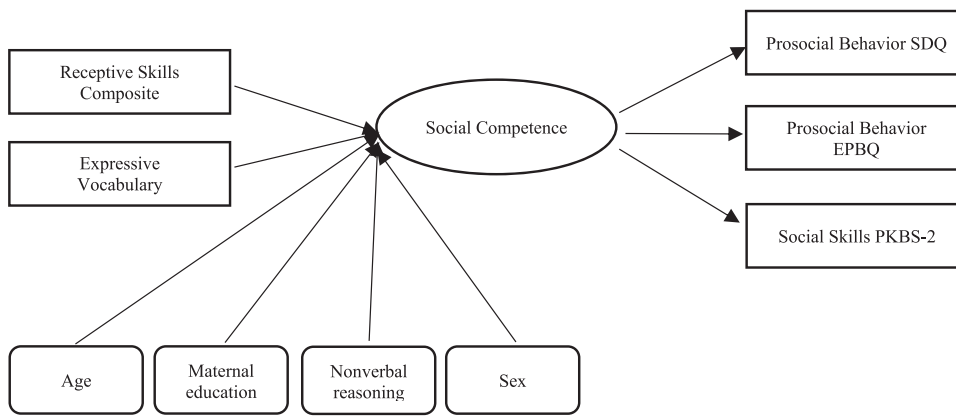 Receptive Skills
Composite
Expressive
Vocabulary
Social Competence
Prosocial Behavior SDQ
Prosocial Behavior
EPBQ
Social Skills PKBS-2
Age
Maternal
education
Nonverbal
reasoning
Sex